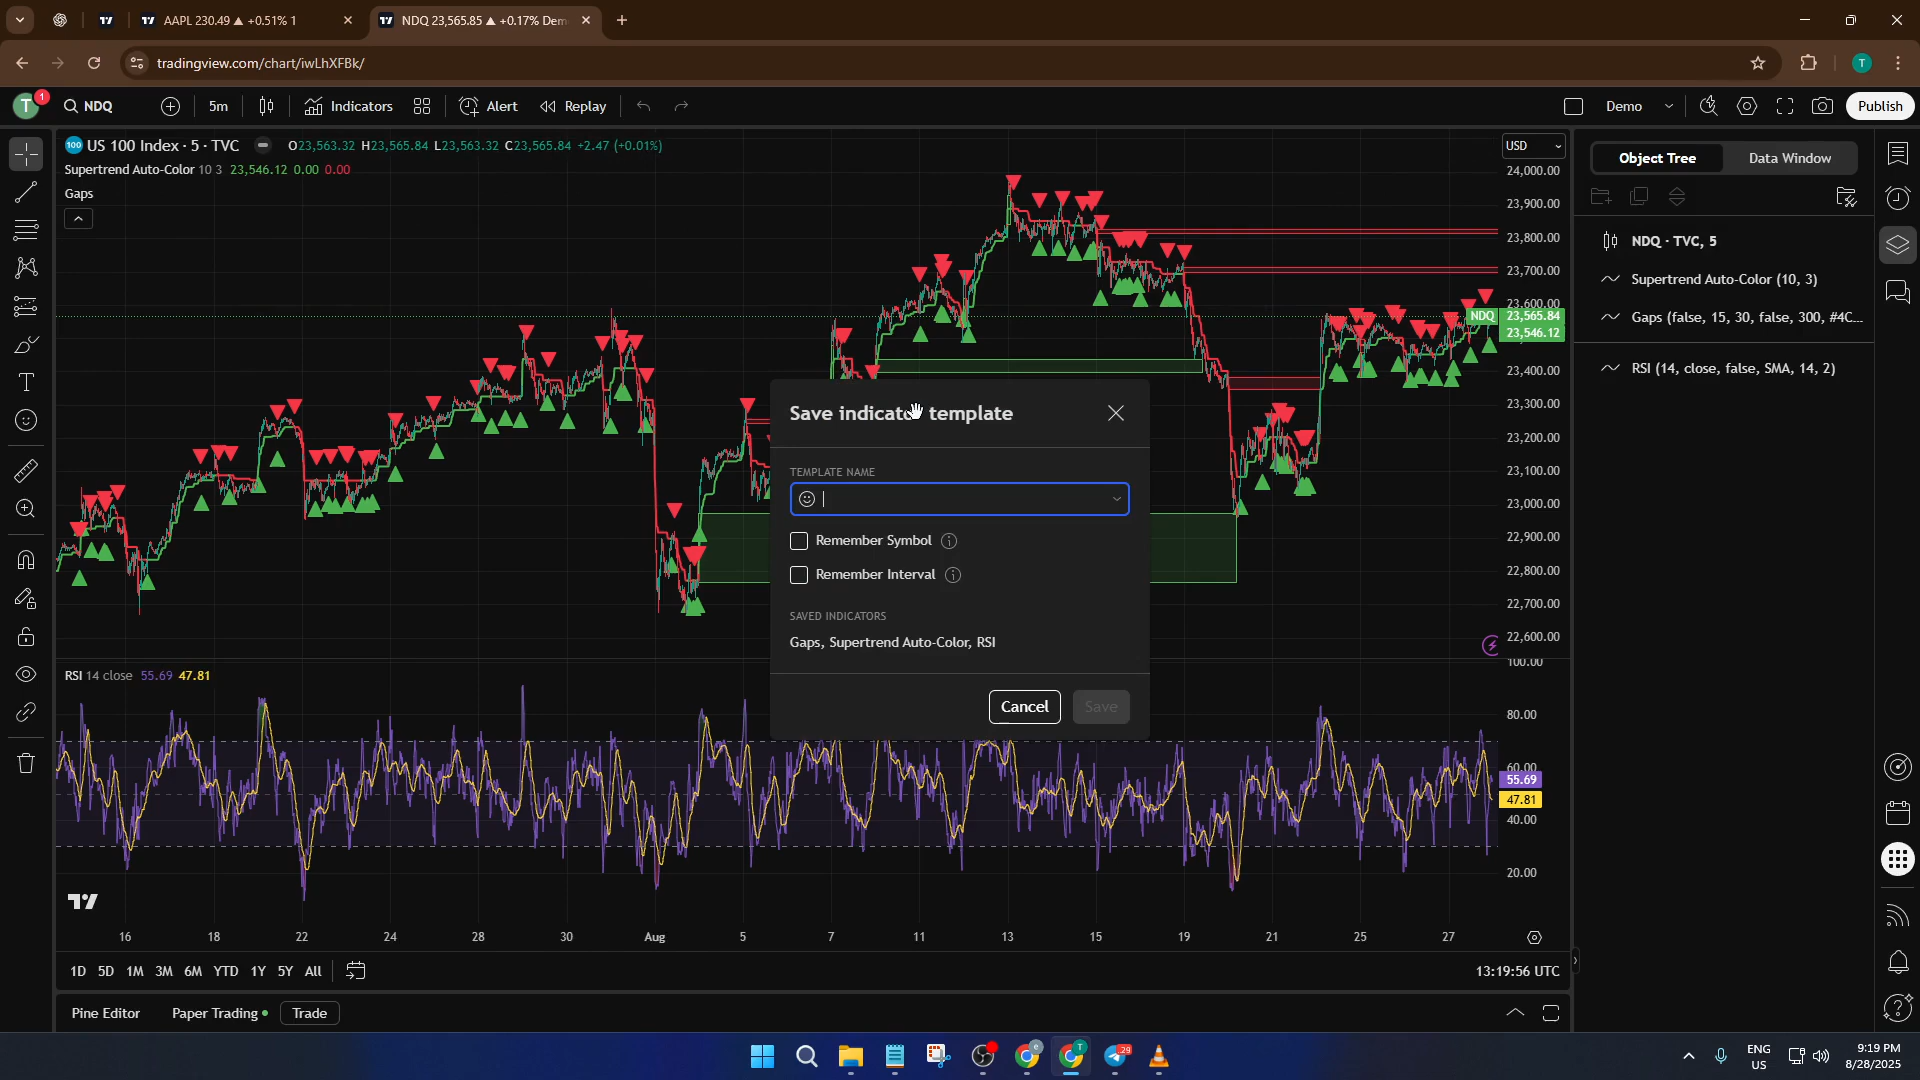 AAPL 230.49 ▲ +0.51% 1
NDQ 23,565.85 ▲ +0.17% Dem
tradingview.com/chart/iwLhXFBk/
T
T
1
NDQ
5m
Indicators
Alert
Replay
Demo
Publish
100
US 100 Index · 5 · TVC
O23,563.32 H23,565.84 L23,563.32 C23,565.84 +2.47 (+0.01%)
USD
Supertrend Auto-Color 10 3 23,546.12 0.00 0.00
Gaps
24,000.00
23,900.00
23,800.00
23,700.00
23,600.00
NDQ 23,565.84
23,546.12
23,400.00
23,300.00
23,200.00
23,100.00
23,000.00
22,900.00
22,800.00
22,700.00
22,600.00
Object Tree
Data Window
NDQ · TVC, 5
Supertrend Auto-Color (10, 3)
Gaps (false, 15, 30, false, 300, #4C...
RSI (14, close, false, SMA, 14, 2)
Save indicator template
TEMPLATE NAME
Remember Symbol
Remember Interval
SAVED INDICATORS
Gaps, Supertrend Auto-Color, RSI
Cancel
Save
RSI 14 close 55.69 47.81
100.00
80.00
60.00
55.69
47.81
40.00
20.00
16 18 22 24 28 30 Aug 5 7 11 13 15 19 21 25 27
1D 5D 1M 3M 6M YTD 1Y 5Y All
13:19:56 UTC
Pine Editor
Paper Trading
Trade
29
ENG
US
9:19 PM
8/28/2025